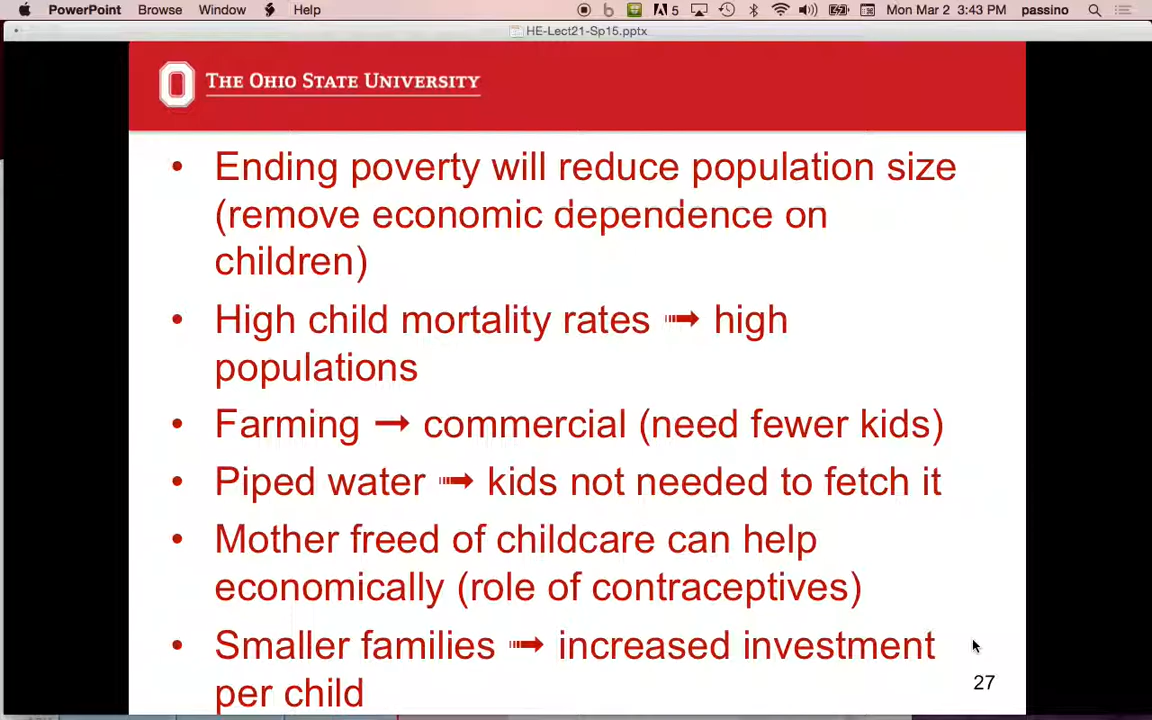 PowerPoint Browse Window Help 5 Mon Mar 2 3:43 PM passino
HE-Lect21-Sp15.pptx
THE OHIO STATE UNIVERSITY
• Ending poverty will reduce population size
(remove economic dependence on
children)
• High child mortality rates ➟ high
populations
• Farming → commercial (need fewer kids)
• Piped water ➟ kids not needed to fetch it
• Mother freed of childcare can help
economically (role of contraceptives)
• Smaller families ➟ increased investment
per child
27